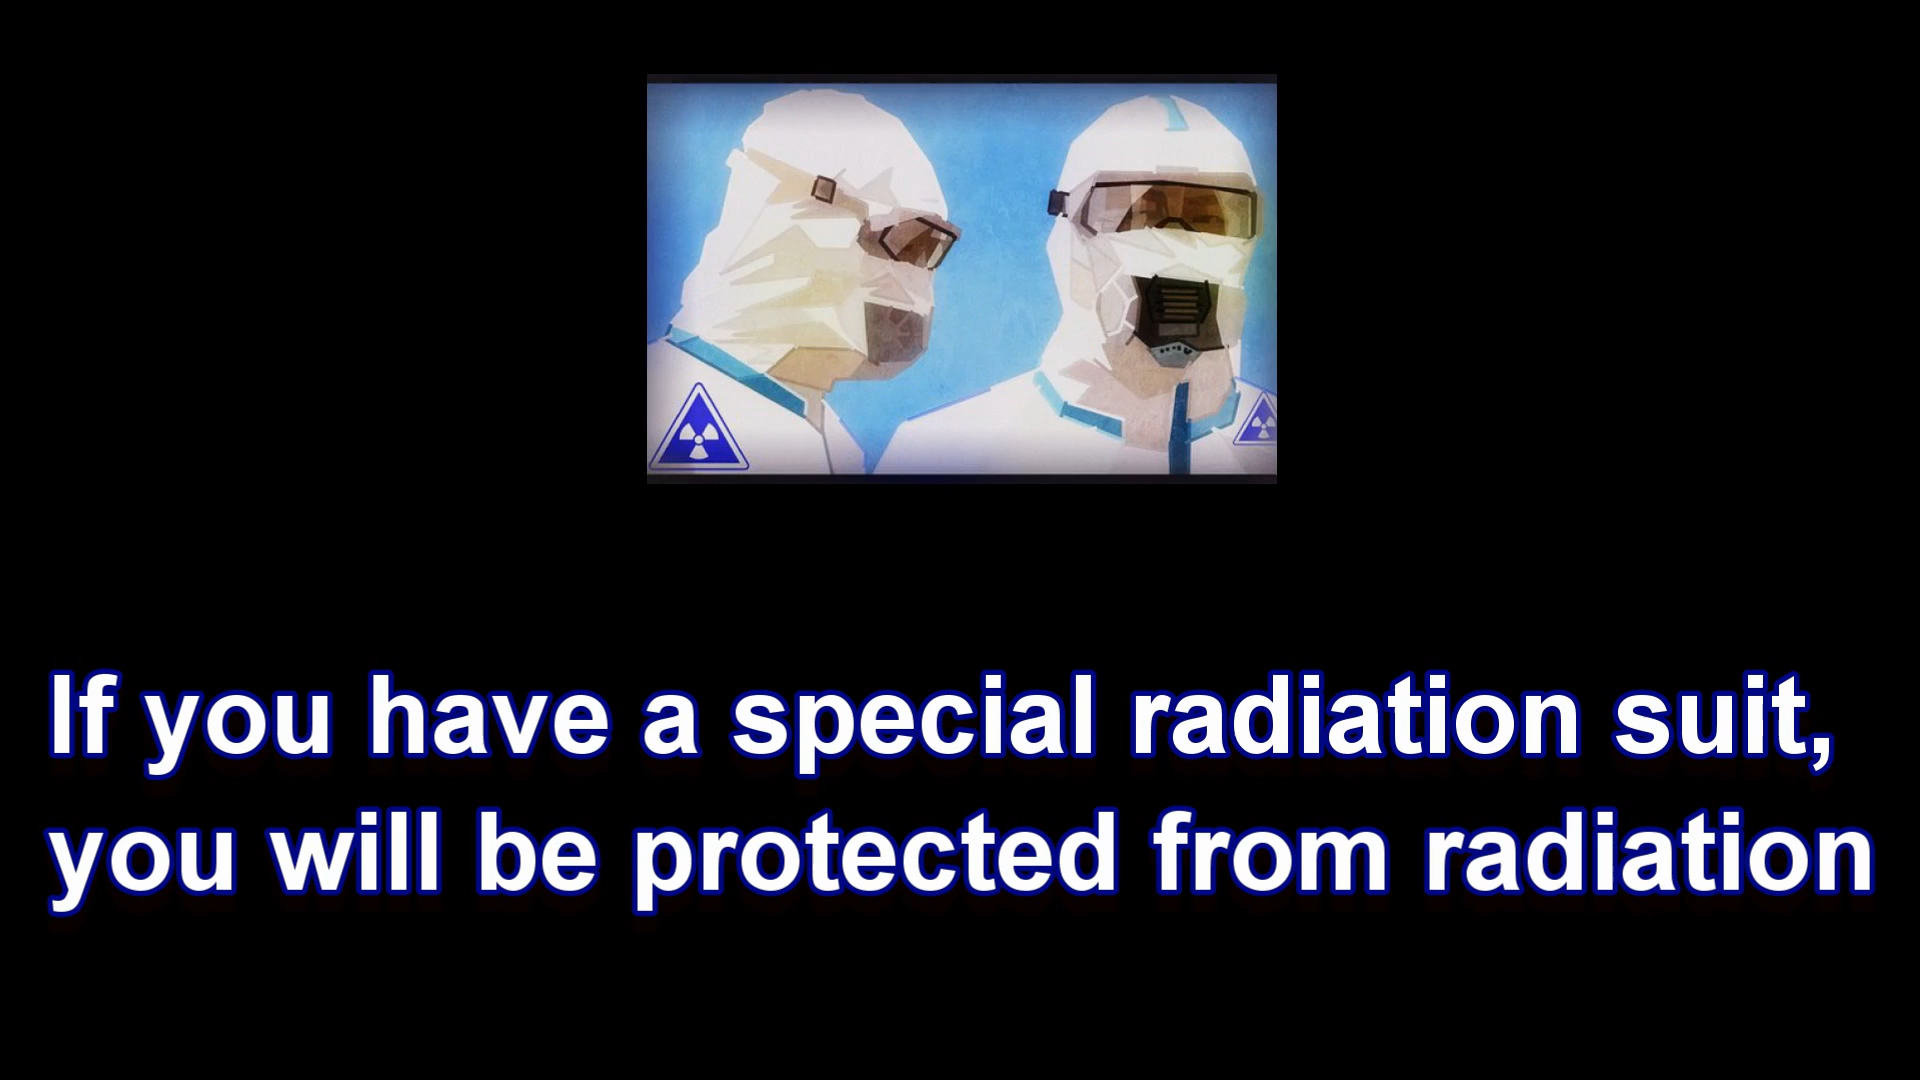 If you have a special radiation suit,
you will be protected from radiation